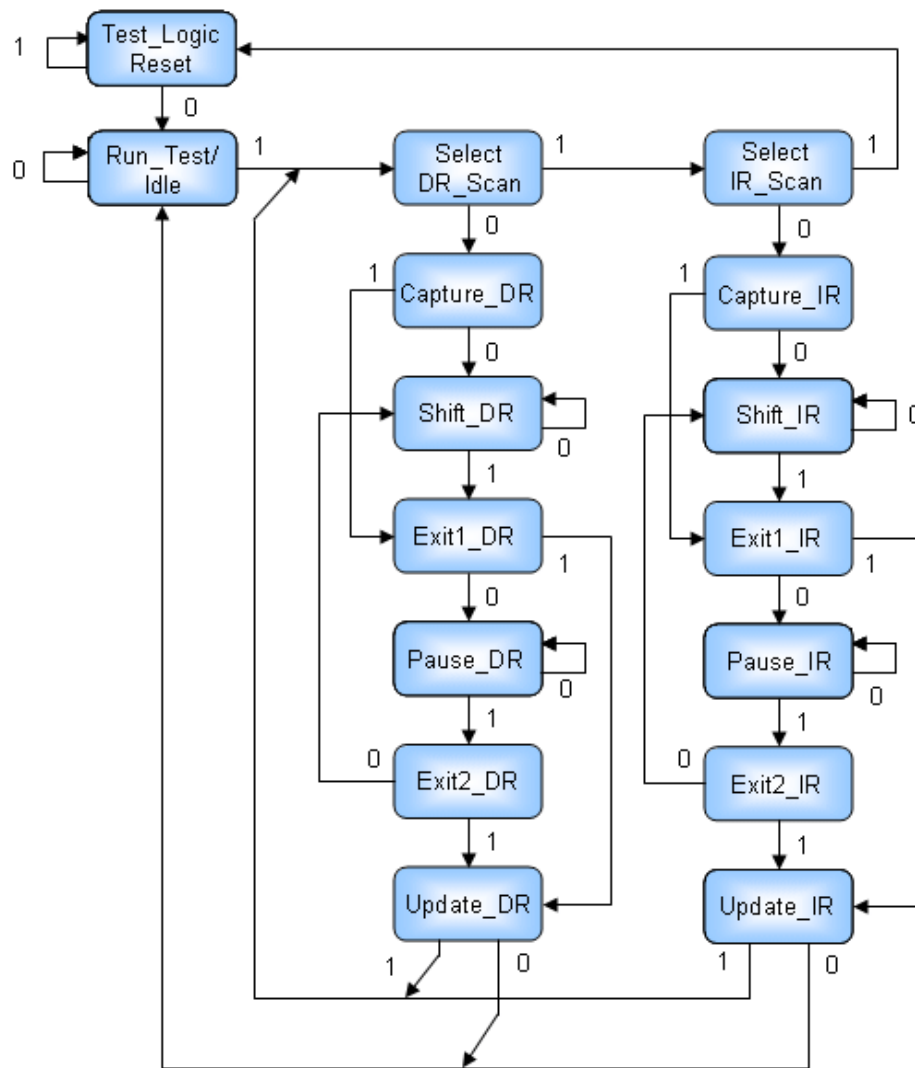 Test_Logic
Reset
1
0
Run_Test/
Idle
0
1
Select
DR_Scan
1
Select
IR_Scan
1
0
0
Capture_DR
1
Capture_IR
1
0
0
Shift_DR
0
Shift_IR
0
1
1
Exit1_DR
1
Exit1_IR
1
0
0
Pause_DR
0
Pause_IR
0
1
1
Exit2_DR
0
Exit2_IR
0
1
1
Update_DR
Update_IR
1
0
1
0